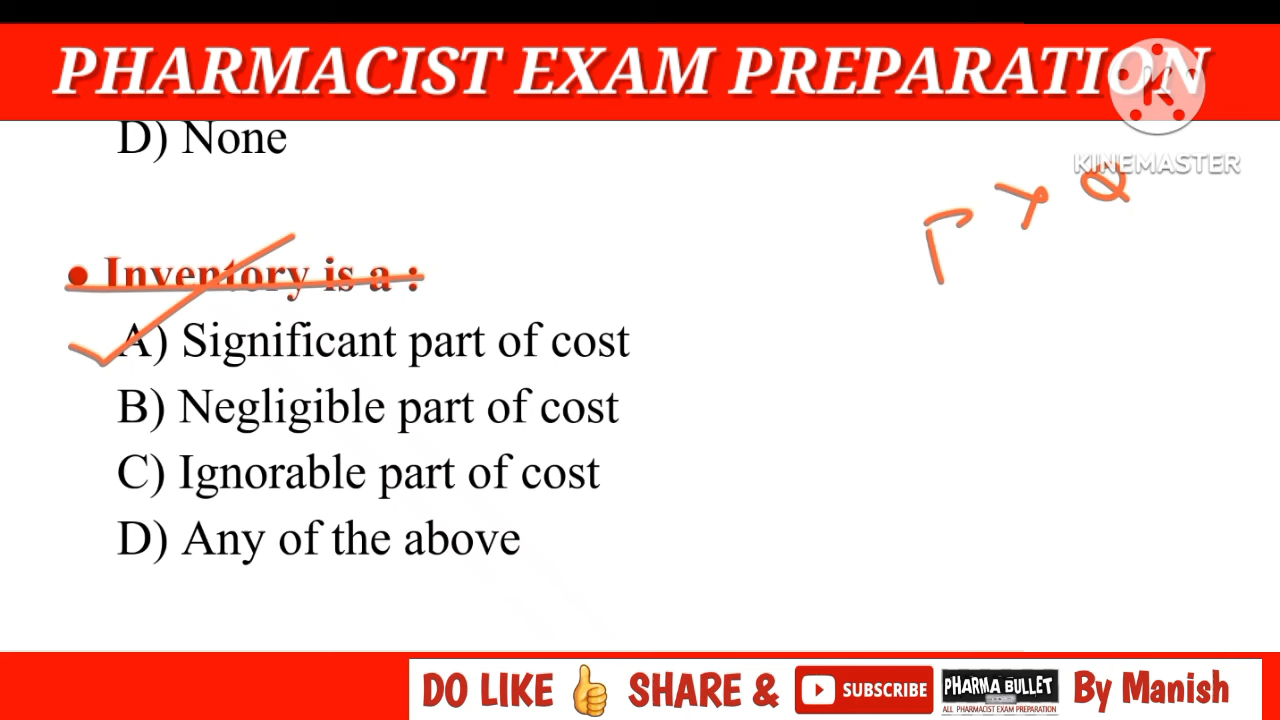 PHARMACIST EXAM PREPARATION
KINEMASTER
D) None
P × Q
• Inventory is a :
A) Significant part of cost
B) Negligible part of cost
C) Ignorable part of cost
D) Any of the above
DO LIKE SHARE & SUBSCRIBE PHARMA BULLET By Manish
ALL PHARMACIST EXAM PREPARATION